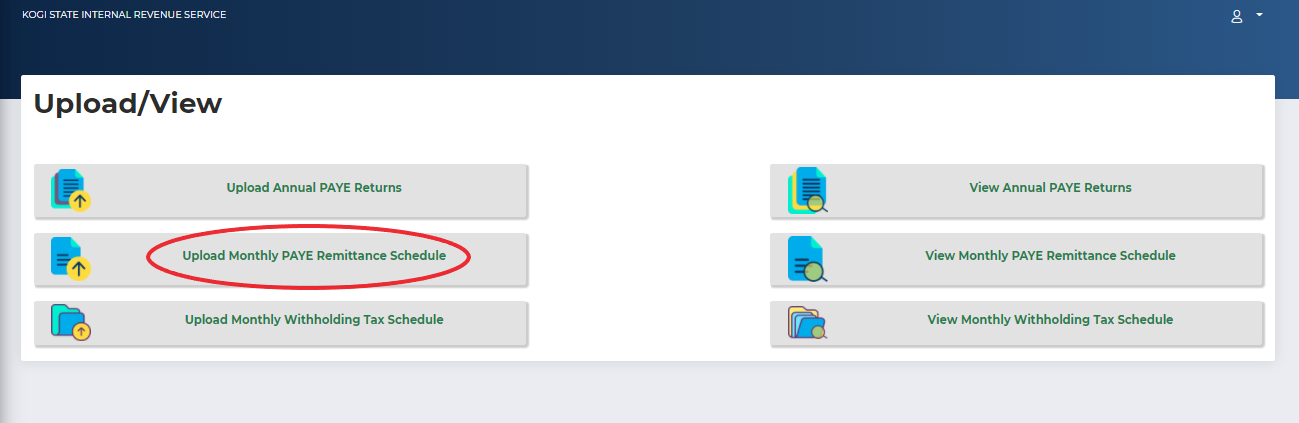 KOGI STATE INTERNAL REVENUE SERVICE
Upload/View
Upload Annual PAYE Returns
View Annual PAYE Returns
Upload Monthly PAYE Remittance Schedule
View Monthly PAYE Remittance Schedule
Upload Monthly Withholding Tax Schedule
View Monthly Withholding Tax Schedule